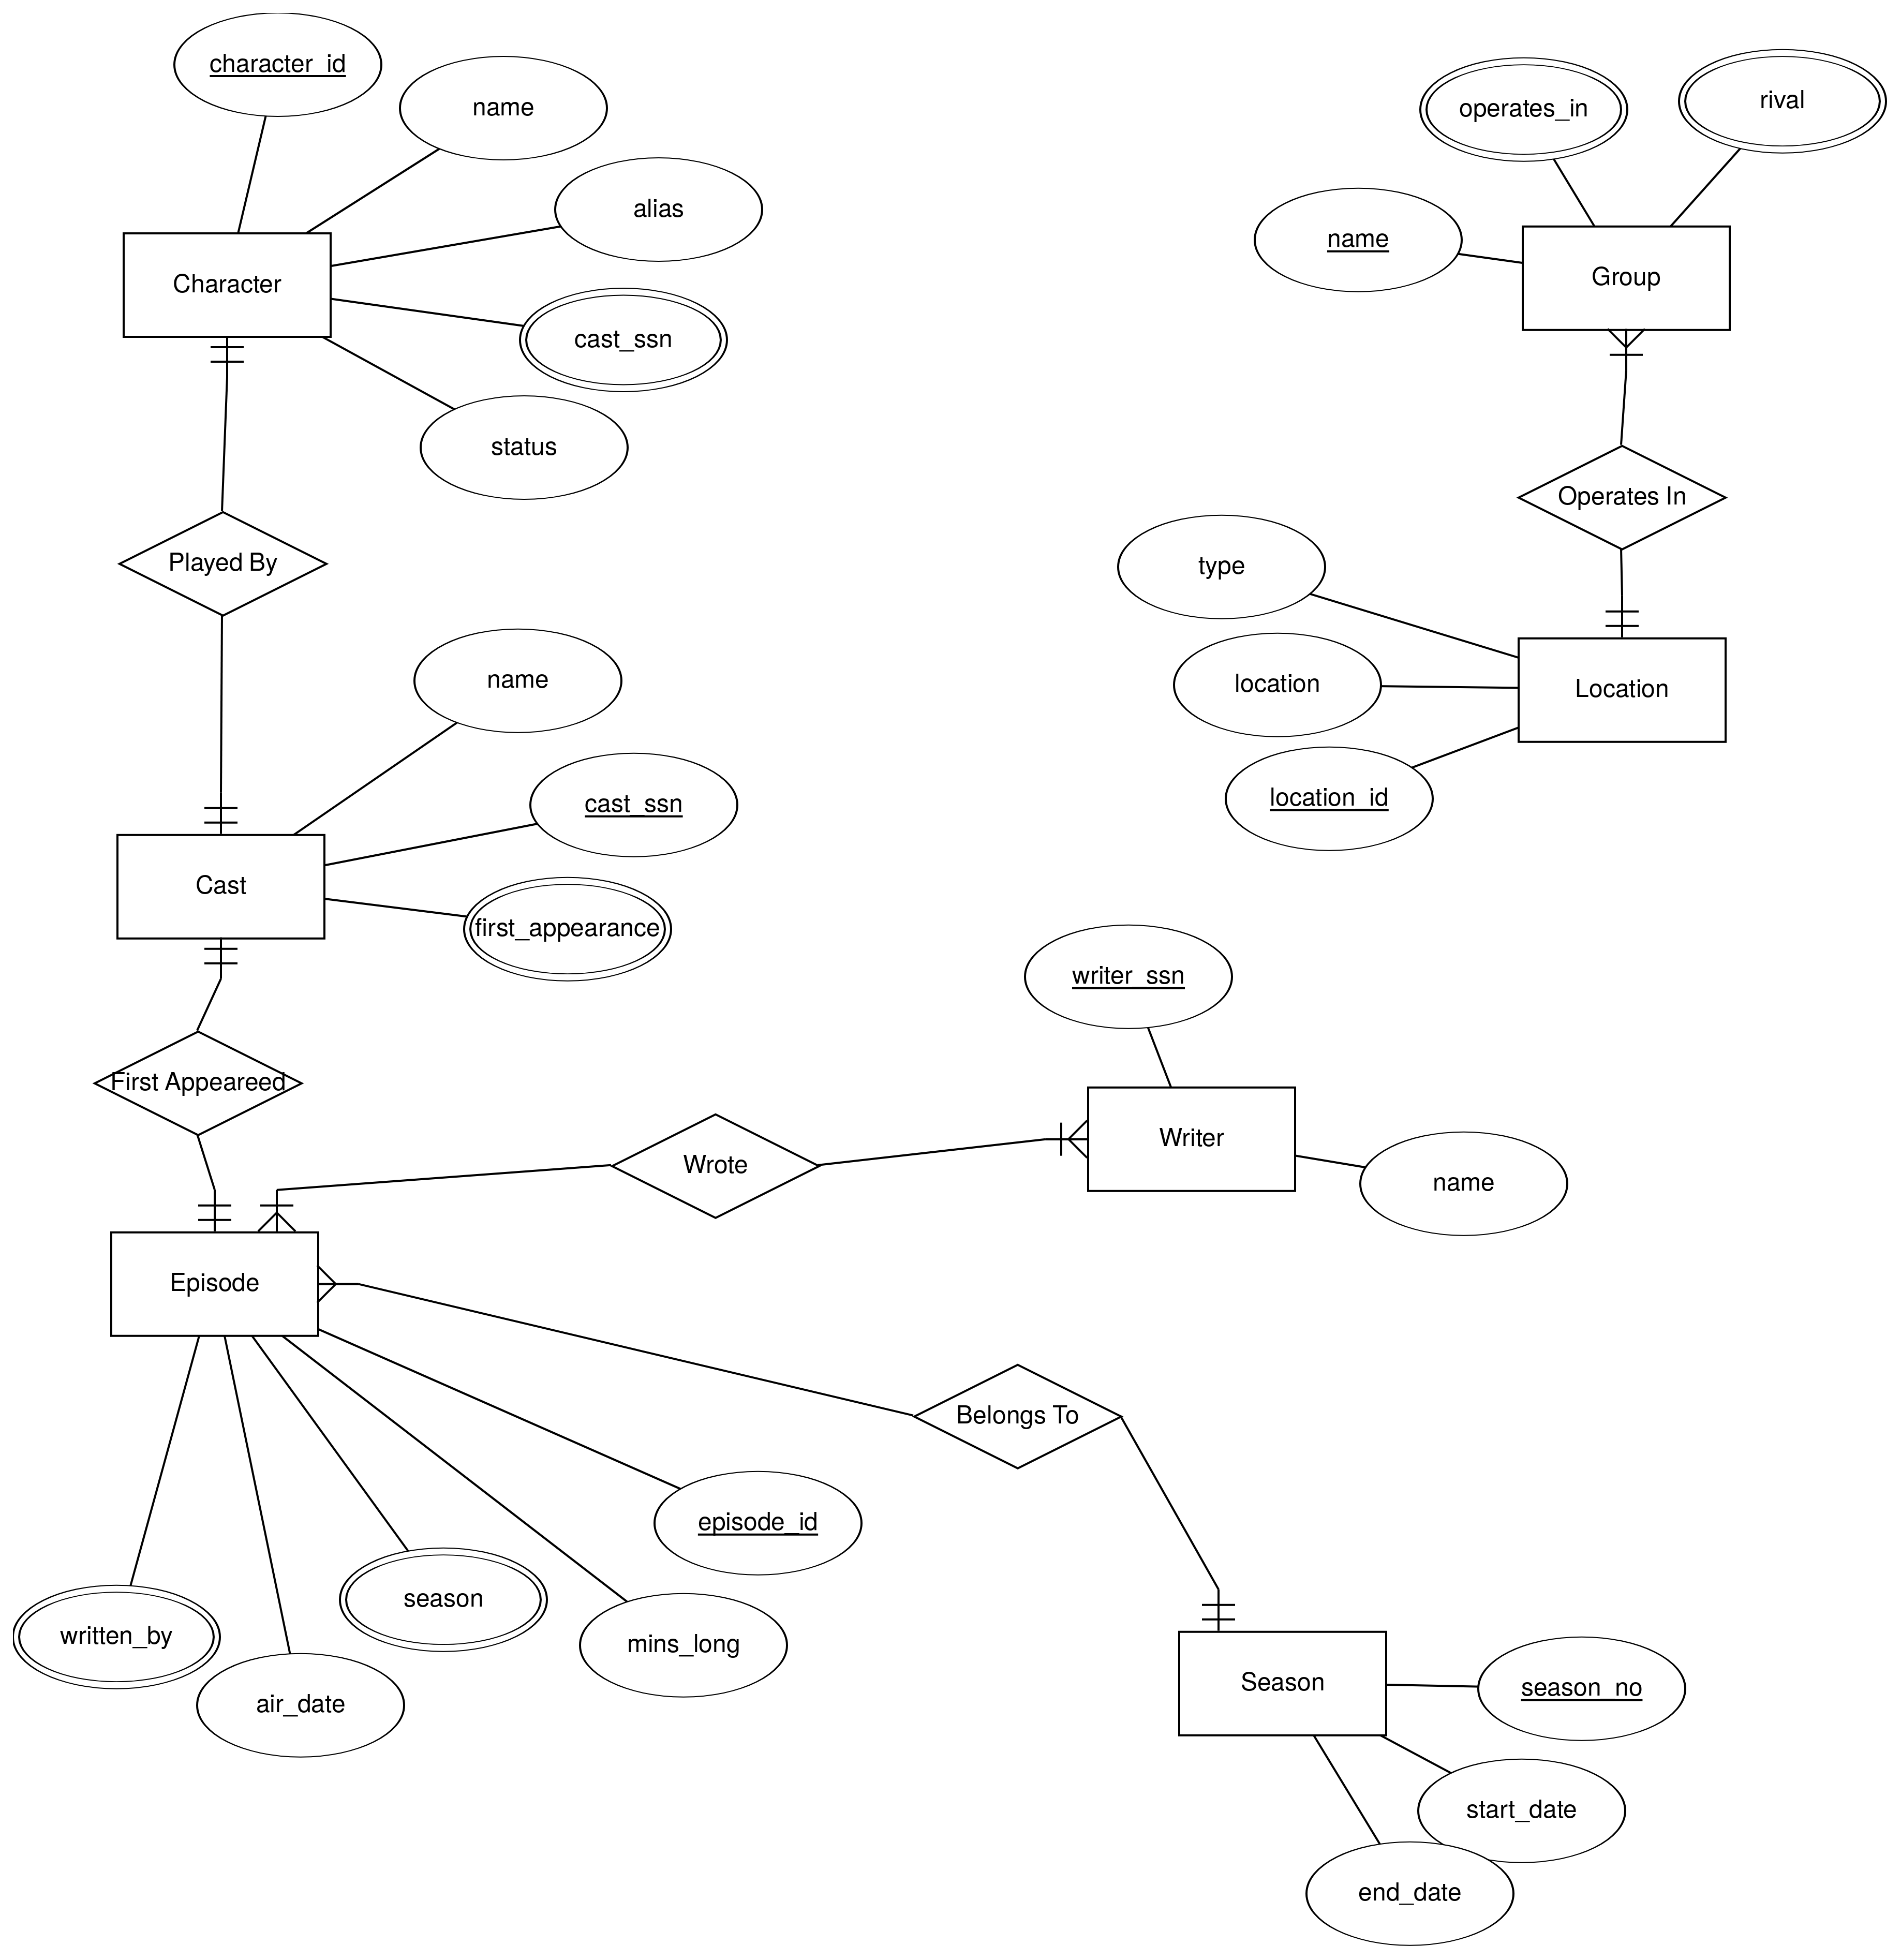 character_id
name
alias
Character
cast_ssn
status
Played By
name
cast_ssn
Cast
first_appearance
First Appeareed
operates_in
rival
name
Group
Operates In
type
location
Location
location_id
writer_ssn
Writer
name
Wrote
Episode
Belongs To
episode_id
season
written_by
mins_long
air_date
Season
season_no
start_date
end_date